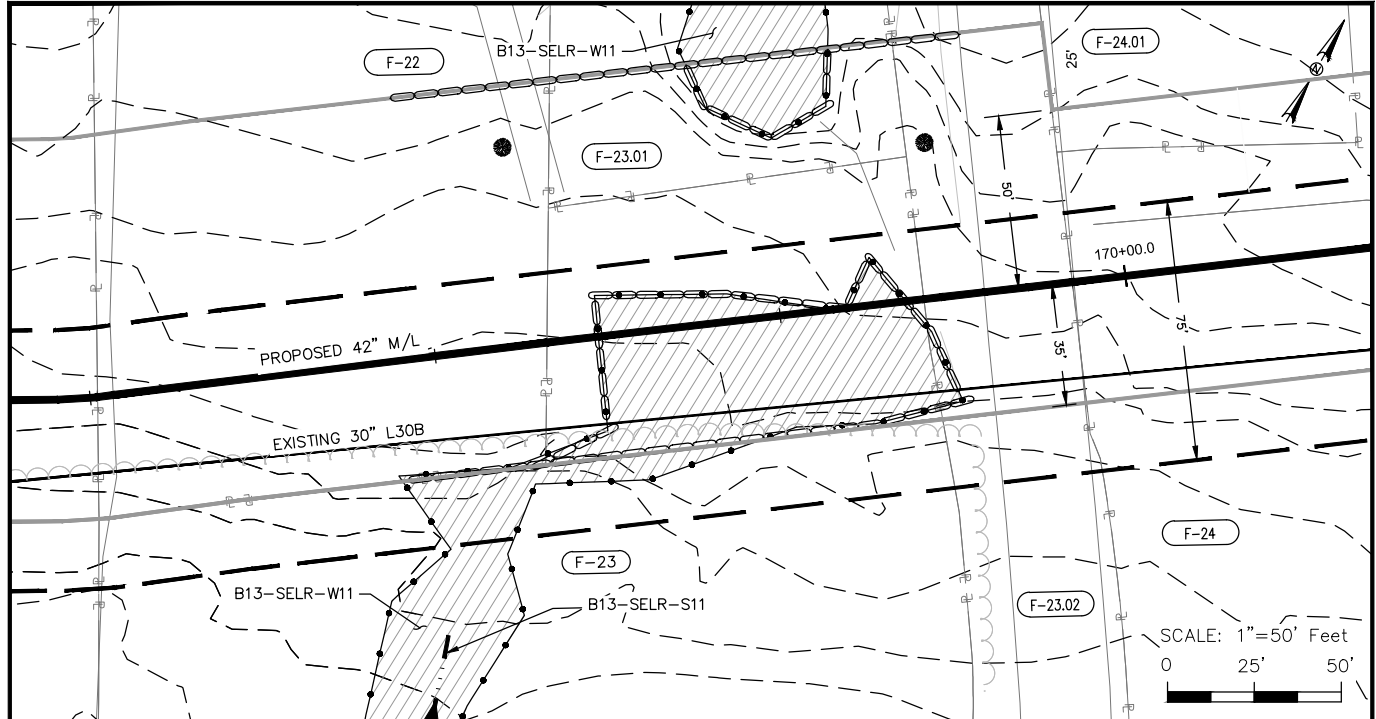 B13-SELR-W11
F-22
F-24.01
25'
F-23.01
50'
170+00.0
75'
35'
PROPOSED 42" M/L
EXISTING 30" L30B
F-24
F-23
B13-SELR-W11
B13-SELR-S11
F-23.02
SCALE: 1"=50' Feet
0 25' 50'